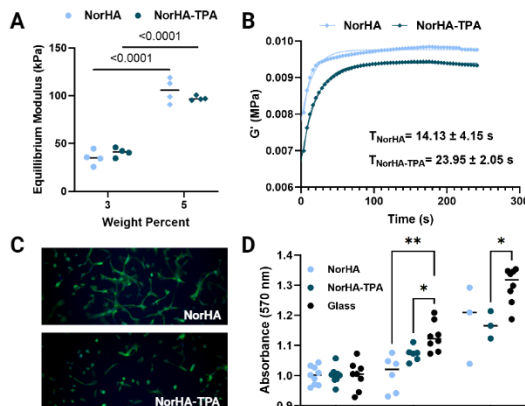 A
NorHA
NorHA-TPA
<0.0001
<0.0001
Equillibrium Modulus (kPa)
150
100
50
0
3
5
Weight Percent
B
NorHA
NorHA-TPA
G' (MPa)
0.010
0.009
0.008
0.007
0.006
TNorHA= 14.13 ± 4.15 s
TNorHA-TPA= 23.95 ± 2.05 s
0
100
200
300
Time (s)
C
NorHA
NorHA-TPA
D
NorHA
NorHA-TPA
Glass
**
*
*
Absorbance (570 nm)
1.4
1.3
1.2
1.1
1.0
0.9